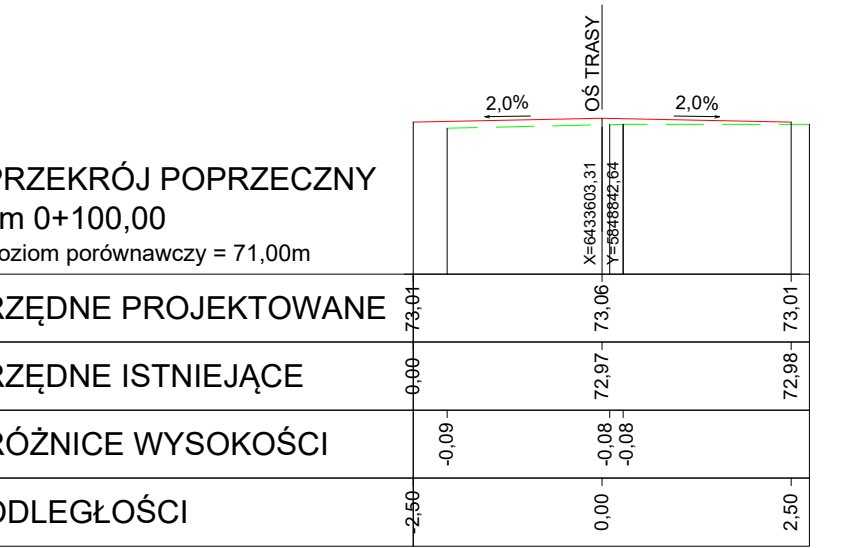 OŚ TRASY
2,0%
2,0%
PRZEKRÓJ POPRZECZNY
m 0+100,00
oziom porównawczy = 71,00m
X=6433603,31
Y=5848842,64
RZĘDNE PROJEKTOWANE
73,01
73,06
73,01
RZĘDNE ISTNIEJĄCE
0,00
72,97
72,98
RÓŻNICE WYSOKOŚCI
-0,09
-0,08
-0,08
ODLEGŁOŚCI
-2,50
0,00
2,50